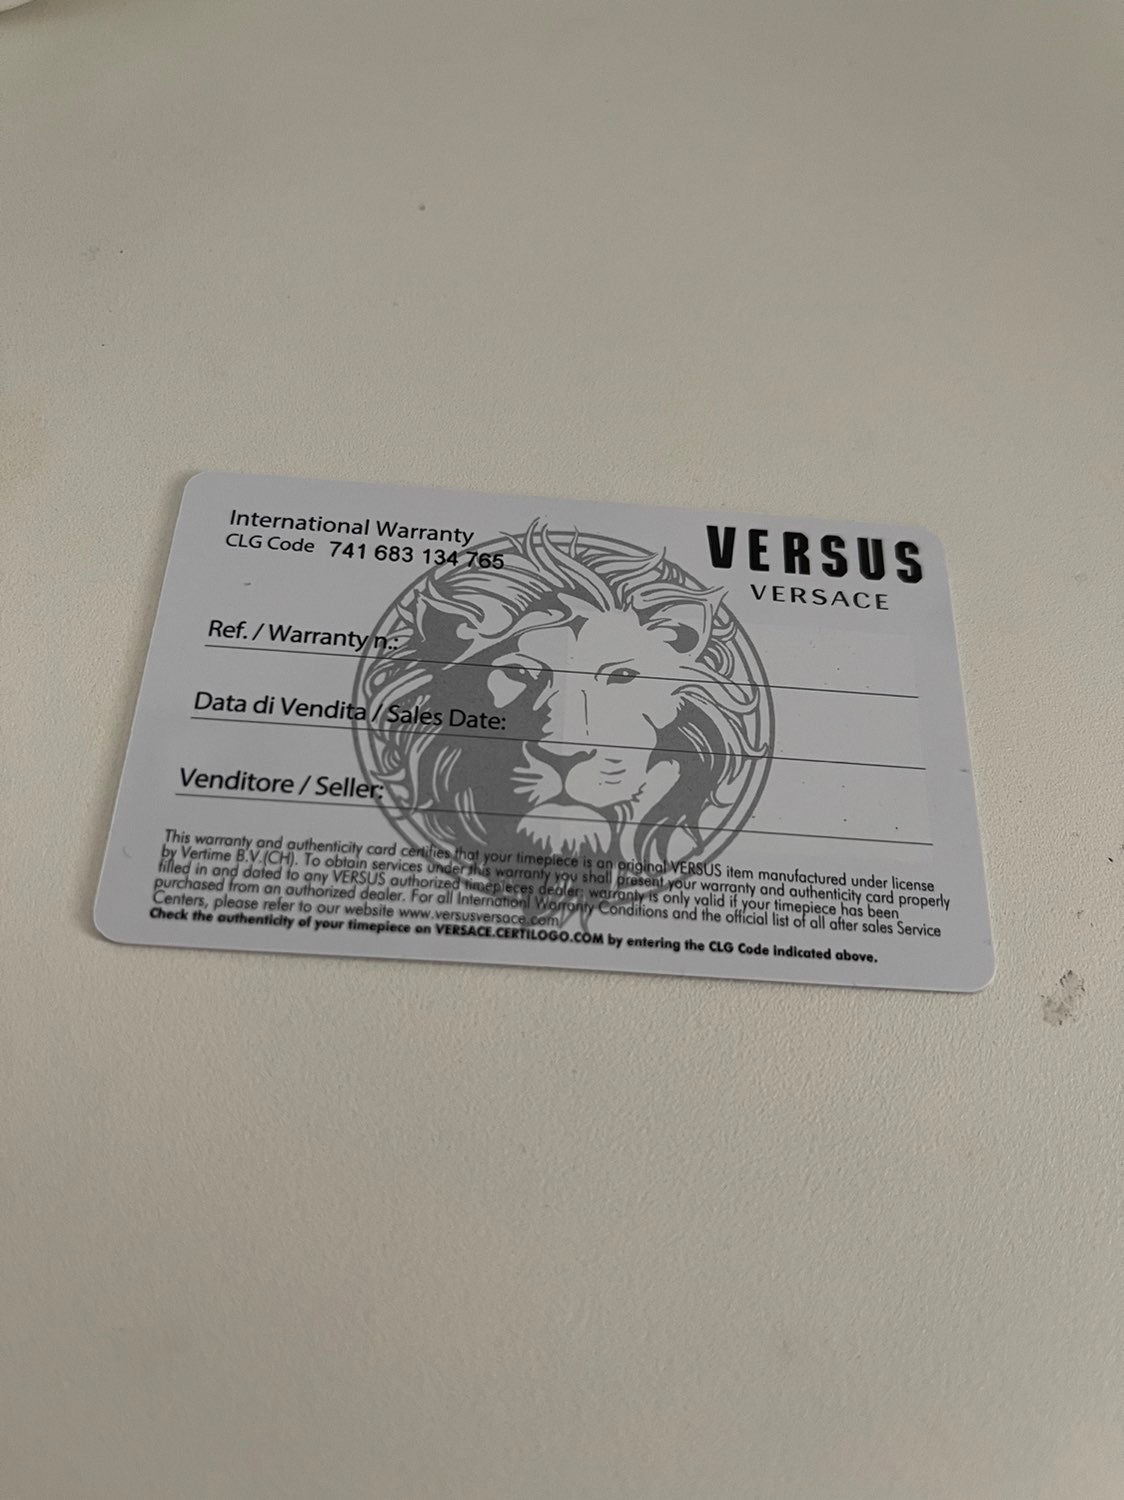 International Warranty
CLG Code 741 683 134 765
VERSUS
VERSACE
Ref. / Warranty n.:
Data di Vendita / Sales Date:
Venditore / Seller:
This warranty and authenticity card certifies that your timepiece is an original VERSUS item manufactured under license
by Vertime B.V.(CH). To obtain services under this warranty you shall present your warranty and authenticity card properly
filled in and dated to any VERSUS authorized timepieces dealer; warranty is only valid if your timepiece has been
purchased from an authorized dealer. For all Internationl Warranty Conditions and the official list of all after sales Service
Centers, please refer to our website www.versusversace.com/
Check the authenticity of your timepiece on VERSACE.CERTILOGO.COM by entering the CLG Code indicated above.